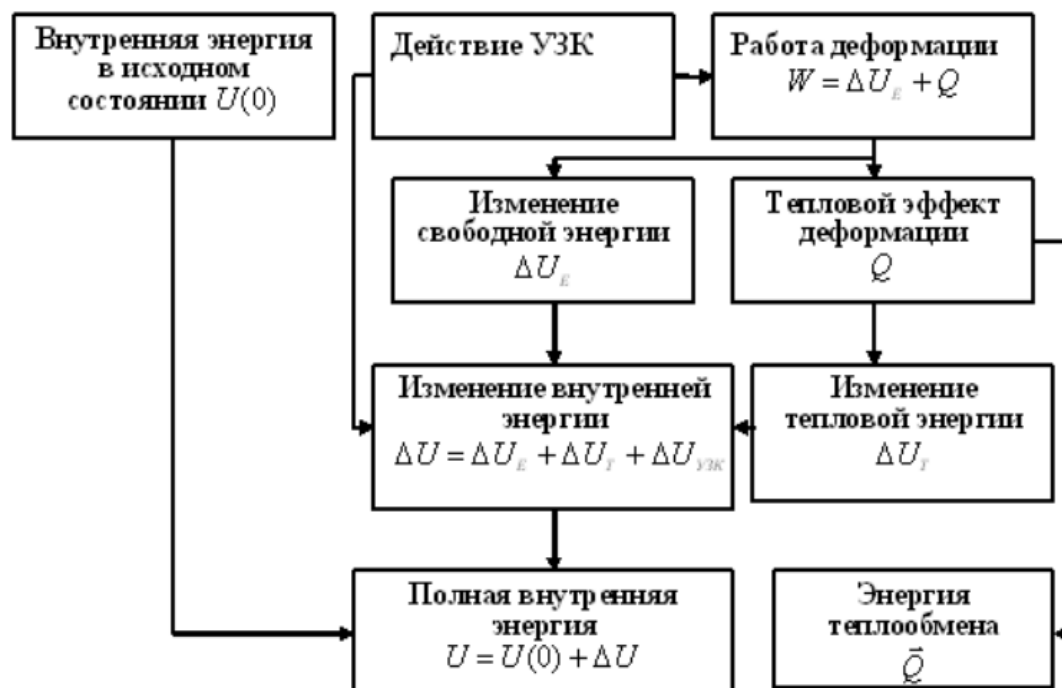 Внутренняя энергия
в исходном
состоянии U(0)
Действие УЗК
Работа деформации
W = ΔU_E + Q
Изменение
свободной энергии
ΔU_E
Тепловой эффект
деформации
Q
Изменение внутренней
энергии
ΔU = ΔU_E + ΔU_T + ΔU_УЗК
Изменение
тепловой энергии
ΔU_T
Полная внутренняя
энергия
U = U(0) + ΔU
Энергия
теплообмена
Q̄